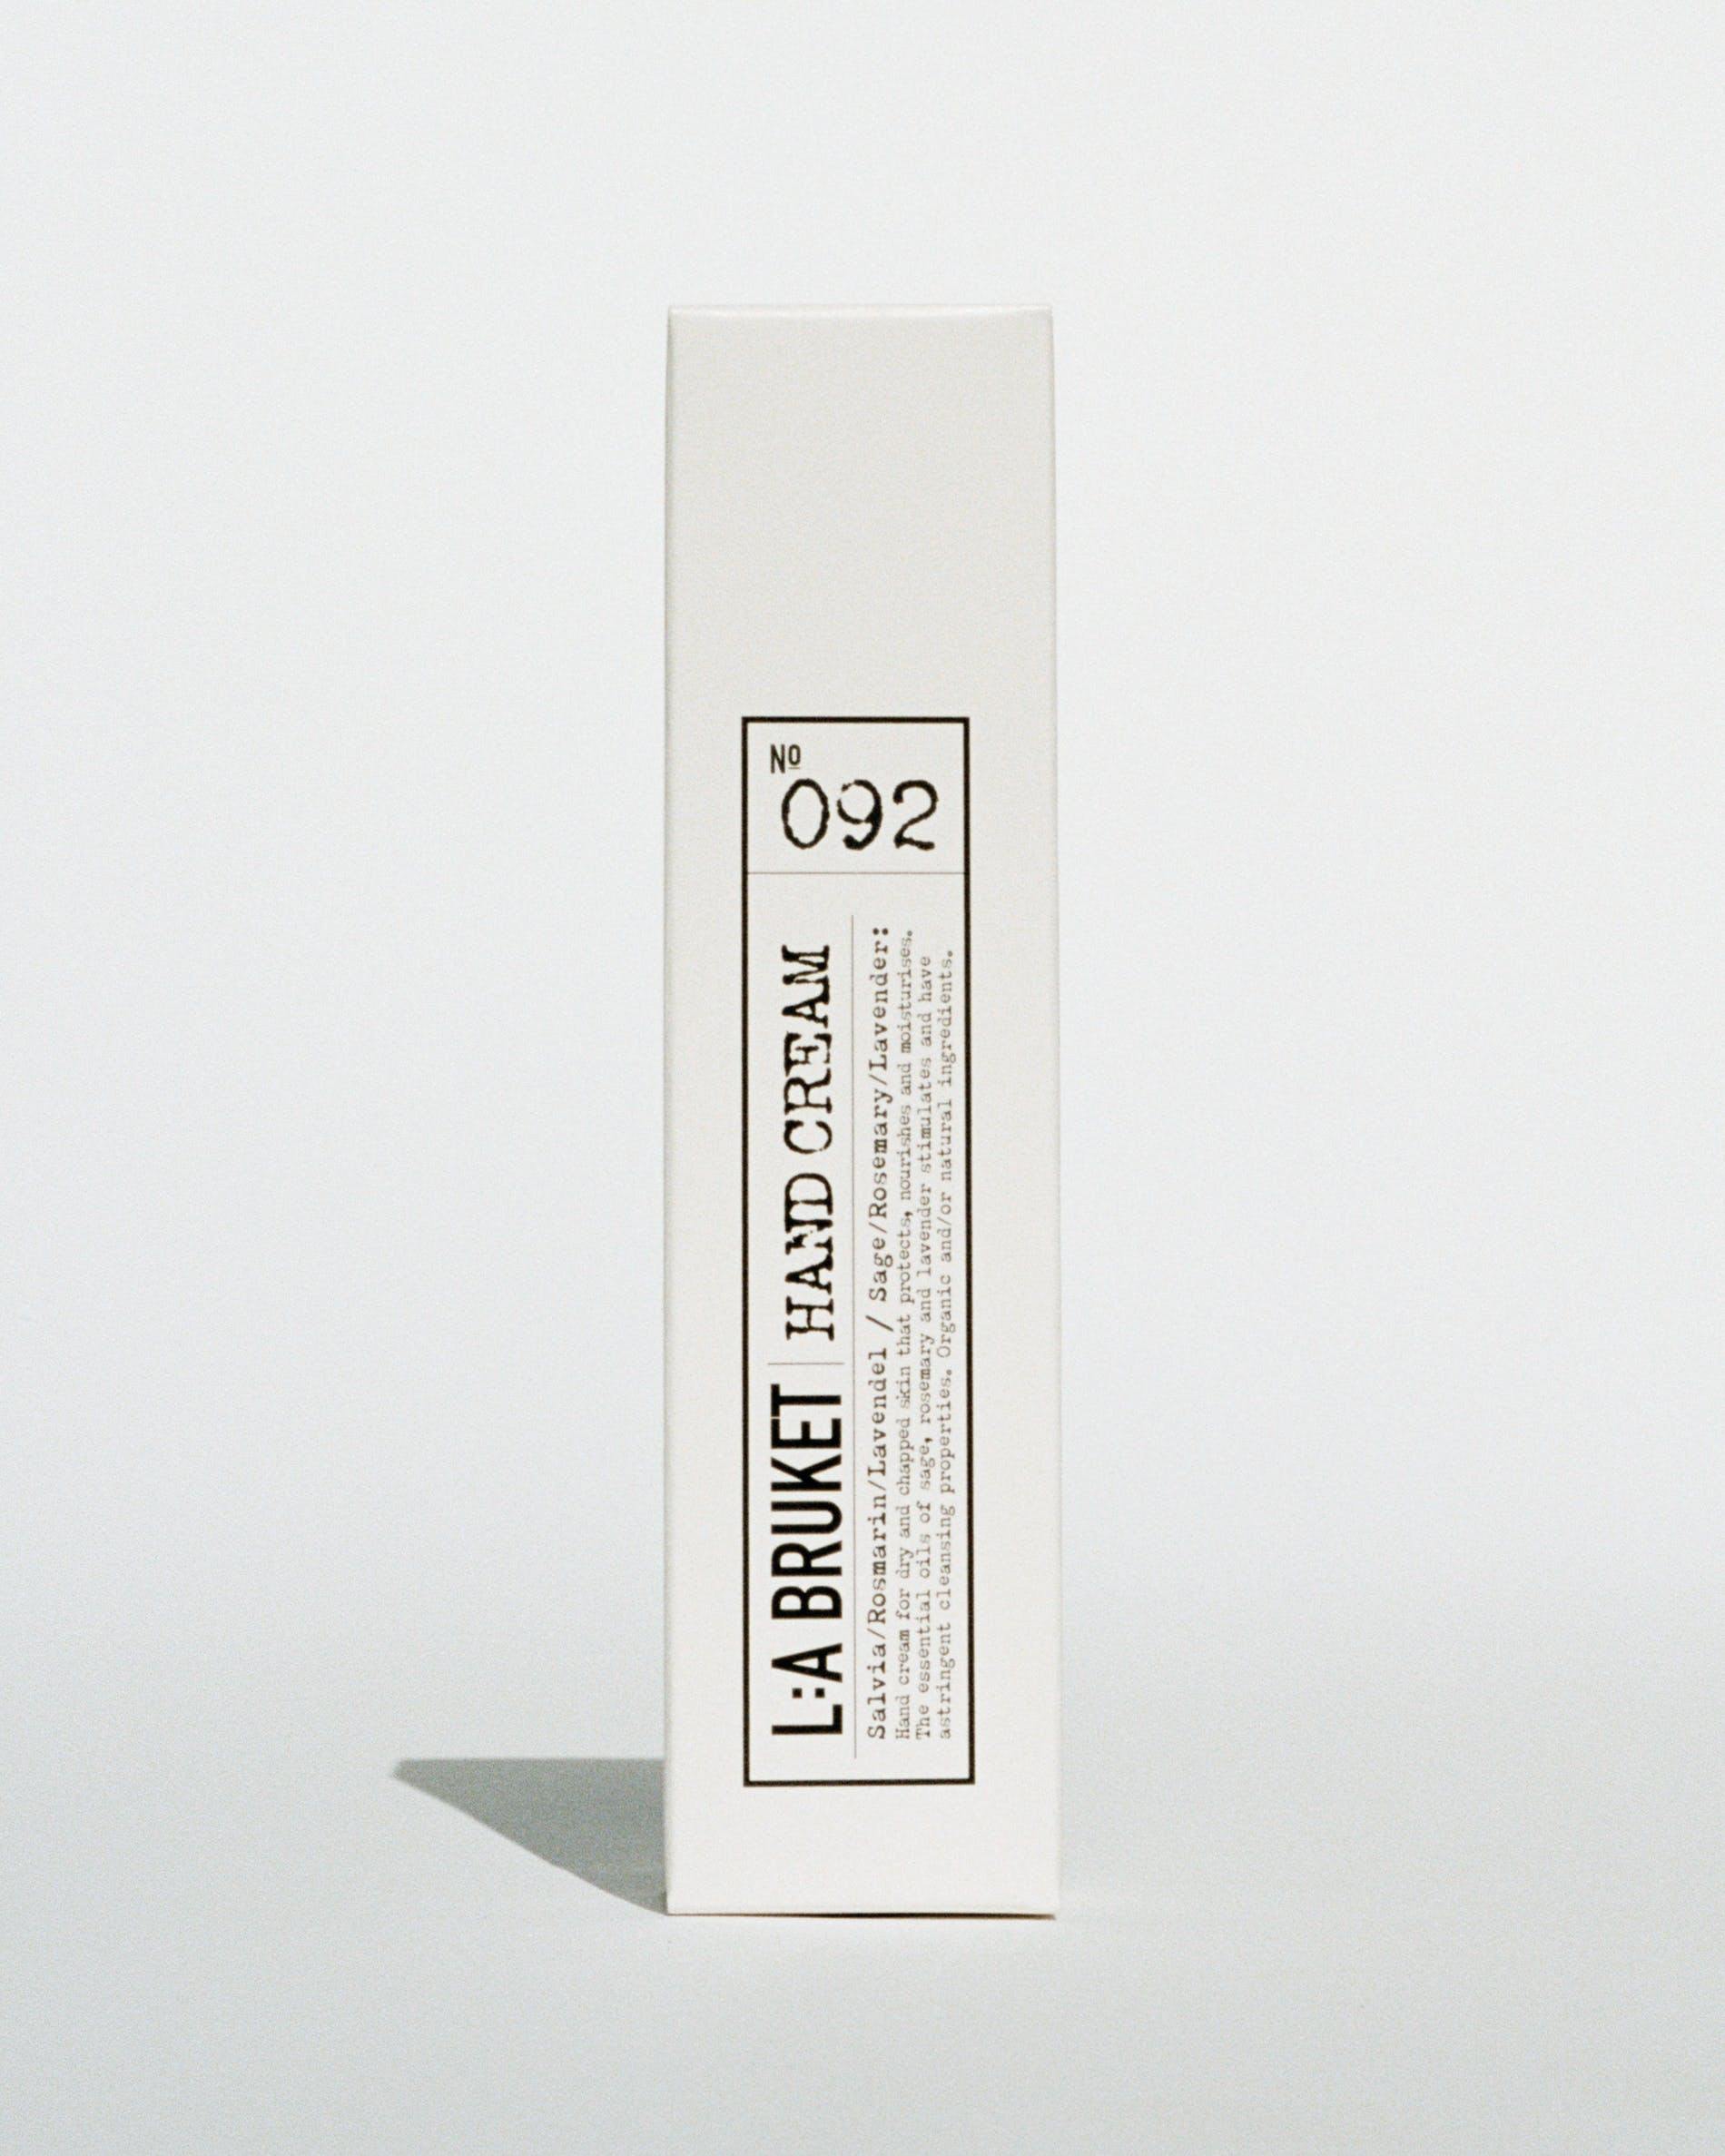 Nº
092
L:A BRUKET | HAND CREAM
Salvia/Rosmarin/Lavendel / Sage/Rosemary/Lavender:
Hand cream for dry and chapped skin that protects, nourishes and moisturises.
The essential oils of sage, rosemary and lavender stimulates and have
astringent cleansing properties. Organic and/or natural ingredients.